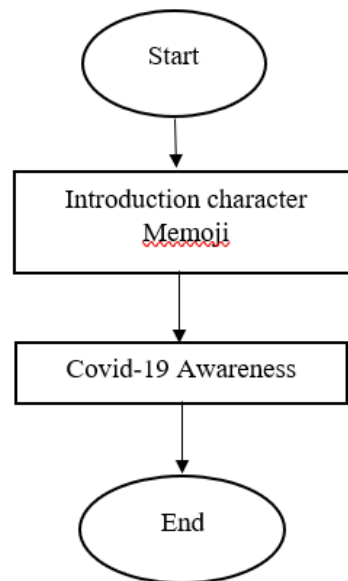 Start
Introduction character
Memoji
Covid-19 Awareness
End